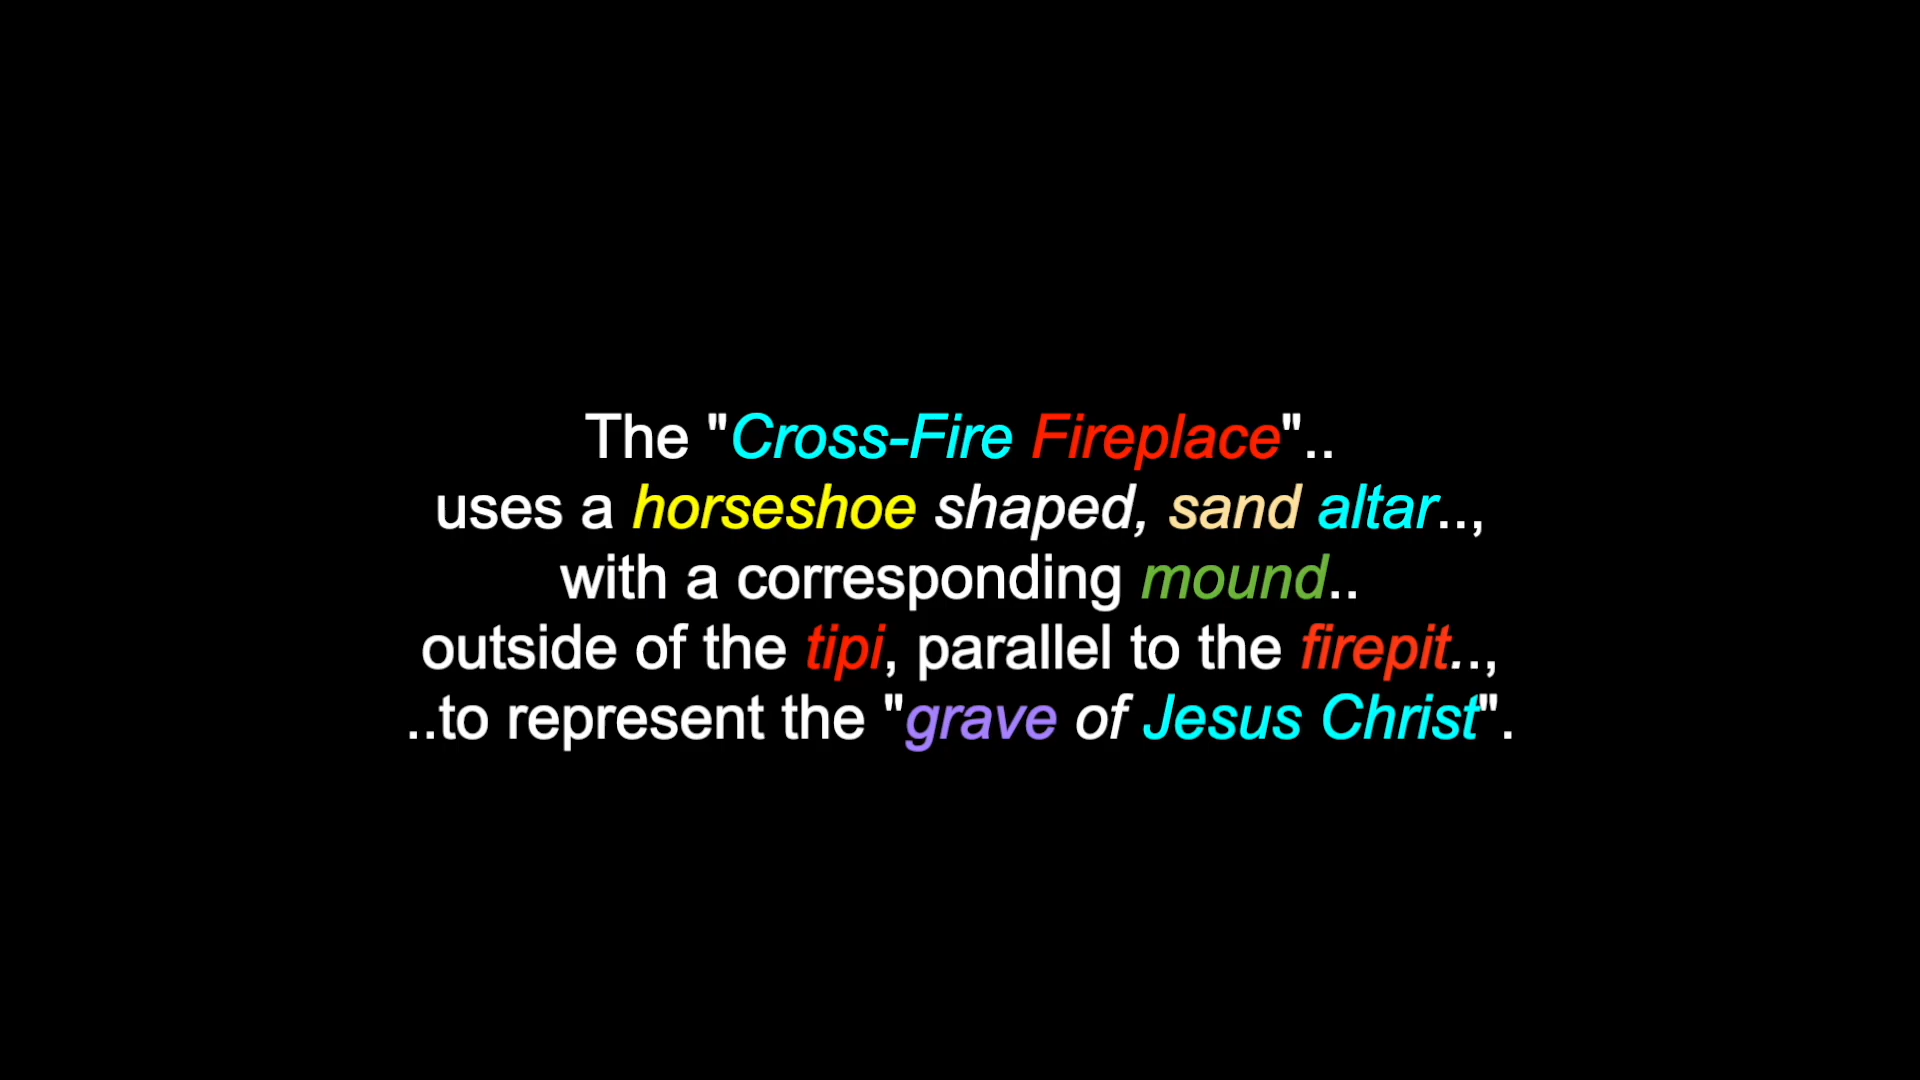 The "Cross-Fire Fireplace"..
uses a horseshoe shaped, sand altar..,
with a corresponding mound..
outside of the tipi, parallel to the firepit..,
..to represent the "grave of Jesus Christ".